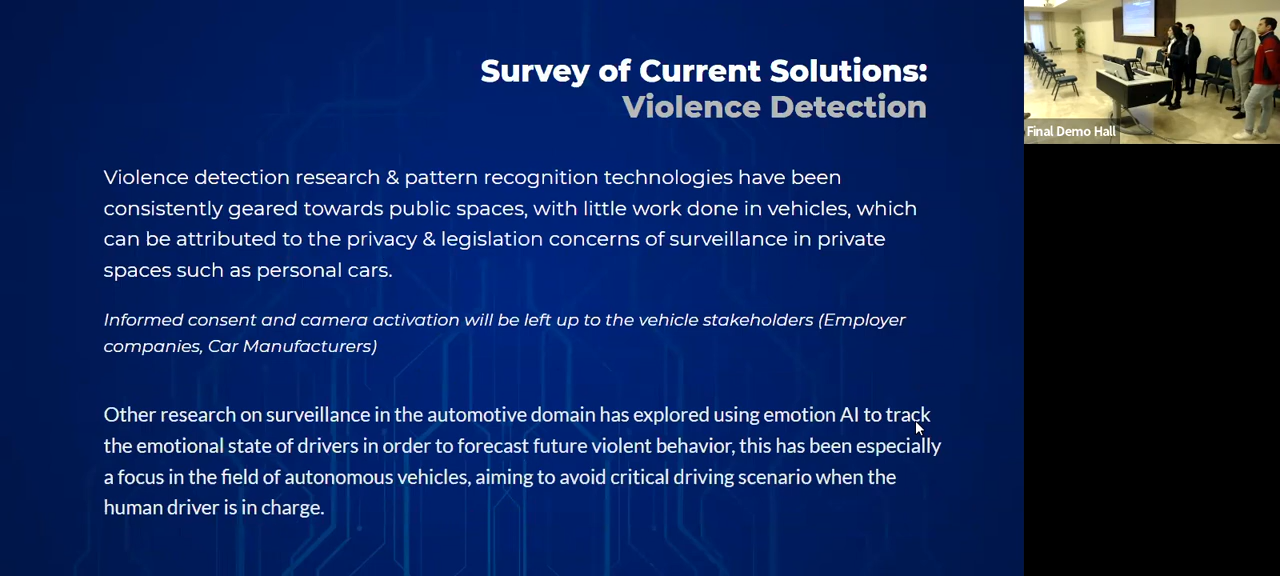 Survey of Current Solutions:
Violence Detection
Violence detection research & pattern recognition technologies have been
consistently geared towards public spaces, with little work done in vehicles, which
can be attributed to the privacy & legislation concerns of surveillance in private
spaces such as personal cars.
Informed consent and camera activation will be left up to the vehicle stakeholders (Employer
companies, Car Manufacturers)
Other research on surveillance in the automotive domain has explored using emotion AI to track
the emotional state of drivers in order to forecast future violent behavior, this has been especially
a focus in the field of autonomous vehicles, aiming to avoid critical driving scenario when the
human driver is in charge.
Final Demo Hall